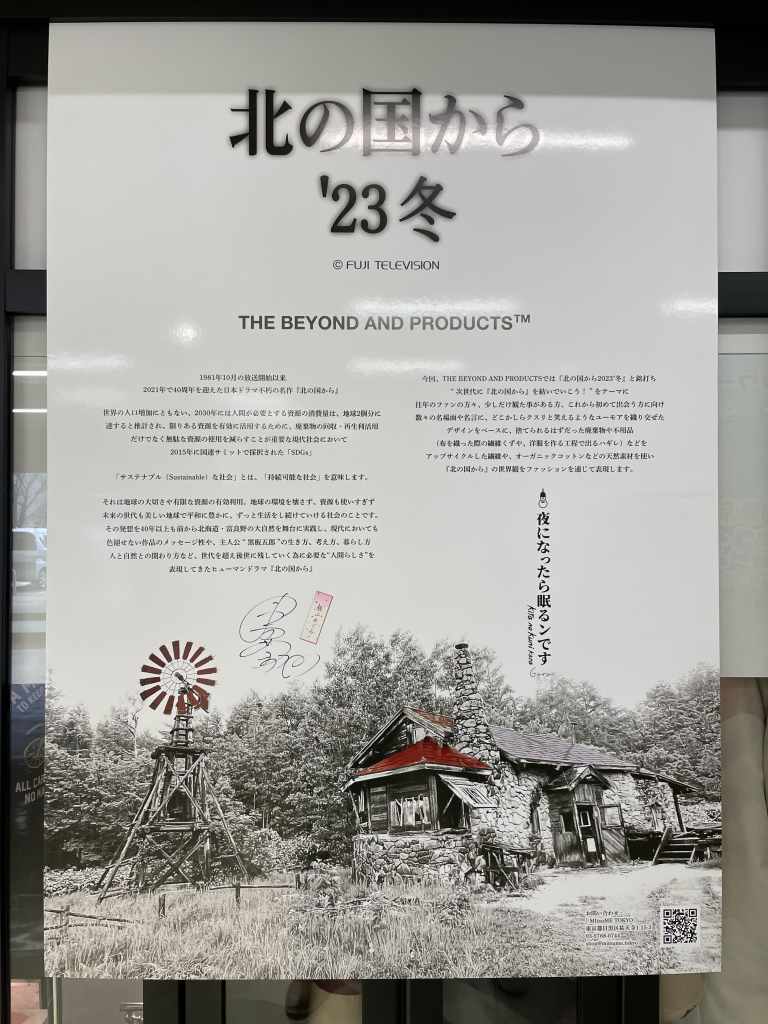 北の国から
'23 冬
© FUJI TELEVISION
THE BEYOND AND PRODUCTS™
1981年10月の放送開始以来
2021年で40周年を迎えた日本ドラマ不朽の名作『北の国から』
世界の人口増加にともない、2030年には人間が必要とする資源の消費量は、地球2個分に
達すると推計され、限りある資源を有効に活用するために、廃棄物の回収・再生利活用
だけでなく無駄な資源の使用を減らすことが重要な現代社会において
2015年に国連サミットで採択された「SDGs」
「サステナブル（Sustainable）な社会」とは、「持続可能な社会」を意味します。
それは地球の大切さや有限な資源の有効利用。地球の環境を壊さず、資源も使いすぎず
未来の世代も美しい地球で平和に豊かに、ずっと生活をし続けていける社会のことです。
その発想を40年以上も前から北海道・富良野の大自然を舞台に実践し、現代においても
色褪せない作品のメッセージ性や、主人公“黒板五郎”の生き方、考え方、暮らし方
人と自然との関わり方など、世代を超え後世に残していく為に必要な“人間らしさ”を
表現してきたヒューマンドラマ『北の国から』
今回、THE BEYOND AND PRODUCTSでは『北の国から2023'冬』と銘打ち
“次世代に『北の国から』を紡いでいこう！”をテーマに
往年のファンの方々、少しだけ観た事がある方、これから初めて出会う方に向け
数々の名場面や名言に、どこかしらクスリと笑えるようなユーモアを織り交ぜた
デザインをベースに、捨てられるはずだった廃棄物や不用品
（布を織った際の繊維くずや、洋服を作る工程で出るハギレ）などを
アップサイクルした繊維や、オーガニックコットンなどの天然素材を使い
『北の国から』の世界観をファッションを通じて表現します。
夜になったら眠るンです
Kita no kuni kara
Goro
お問い合わせ
MinuME TOKYO